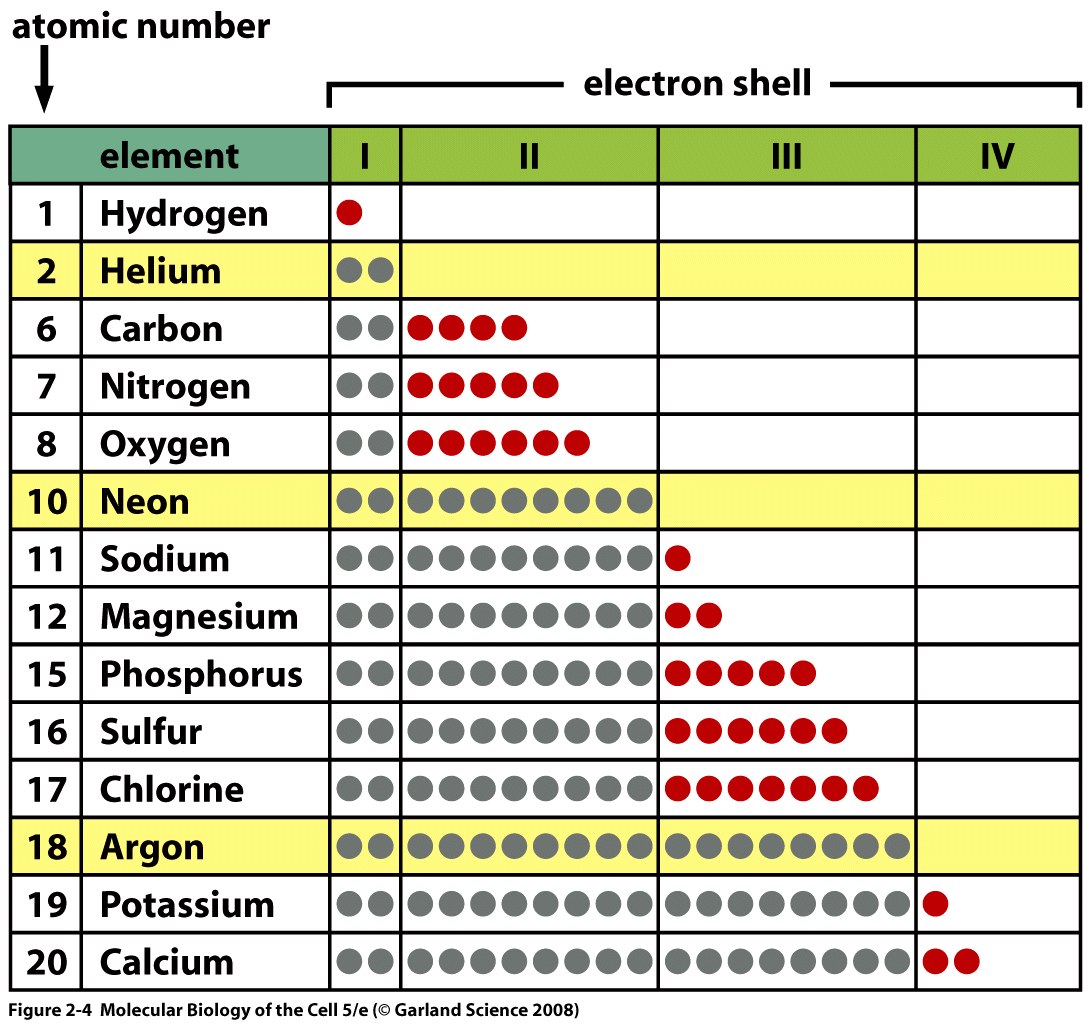 atomic number
electron shell
element I II III IV
1 Hydrogen
2 Helium
6 Carbon
7 Nitrogen
8 Oxygen
10 Neon
11 Sodium
12 Magnesium
15 Phosphorus
16 Sulfur
17 Chlorine
18 Argon
19 Potassium
20 Calcium
Figure 2-4 Molecular Biology of the Cell 5/e (© Garland Science 2008)